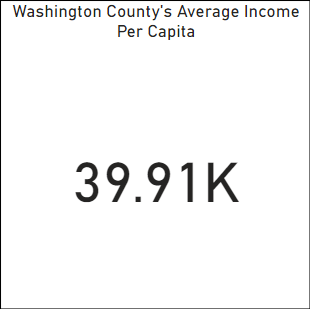 Washington County's Average Income
Per Capita
39.91K